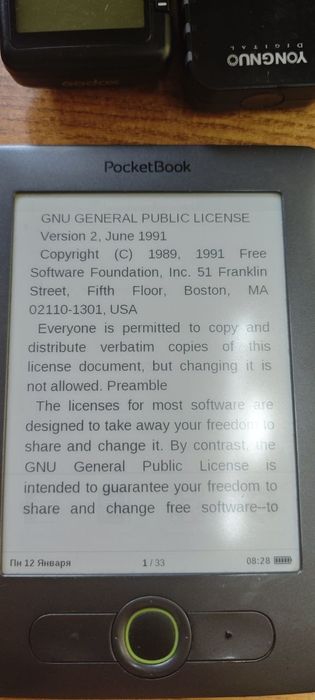 Godox
YONGNUO
DIGITAL
PocketBook
GNU GENERAL PUBLIC LICENSE
Version 2, June 1991
Copyright (C) 1989, 1991 Free
Software Foundation, Inc. 51 Franklin
Street, Fifth Floor, Boston, MA
02110-1301, USA
Everyone is permitted to copy and
distribute verbatim copies of this
license document, but changing it is
not allowed. Preamble
The licenses for most software are
designed to take away your freedom to
share and change it. By contrast, the
GNU General Public License is
intended to guarantee your freedom to
share and change free software--to
Пн 12 Января 1 / 33 08:28